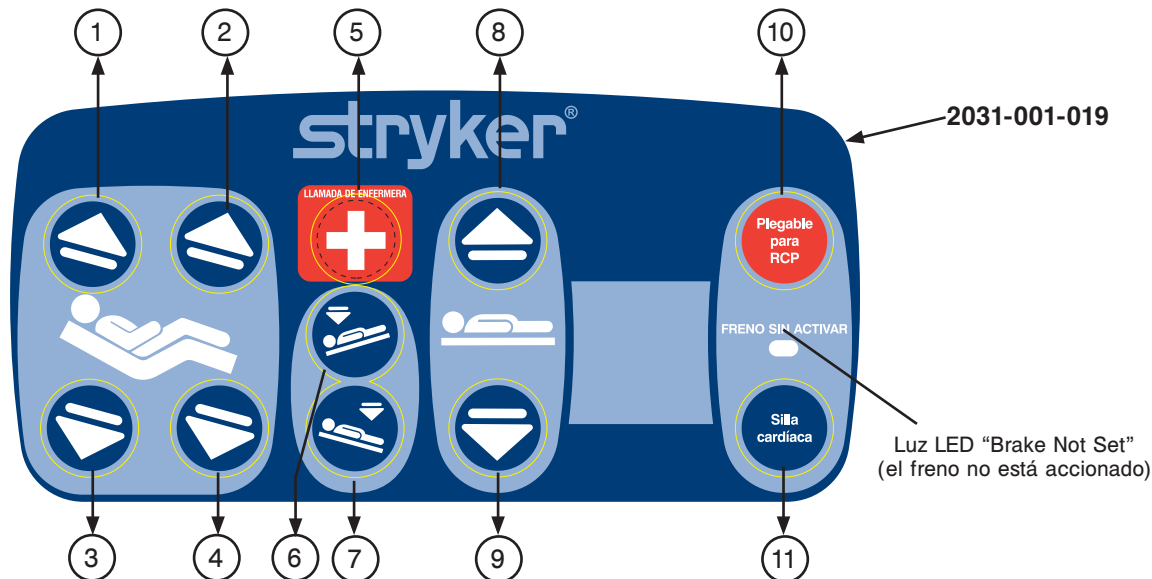 1
2
5
8
10
2031-001-019
stryker®
LLAMADA DE ENFERMERA
Plegable
para
RCP
FRENO SIN ACTIVAR
Silla
cardíaca
Luz LED “Brake Not Set”
(el freno no está accionado)
3
4
6
7
9
11